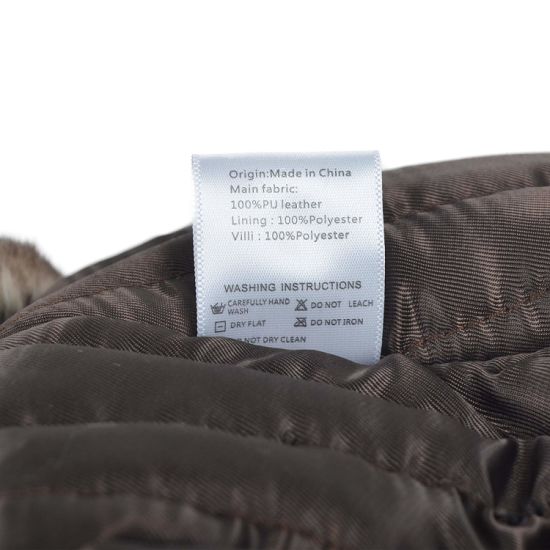 Origin:Made in China
Main fabric:
100%PU leather
Lining : 100%Polyester
Villi : 100%Polyester
WASHING INSTRUCTIONS
CAREFULLY HAND WASH
DO NOT LEACH
DRY FLAT
DO NOT IRON
NOT DRY CLEAN